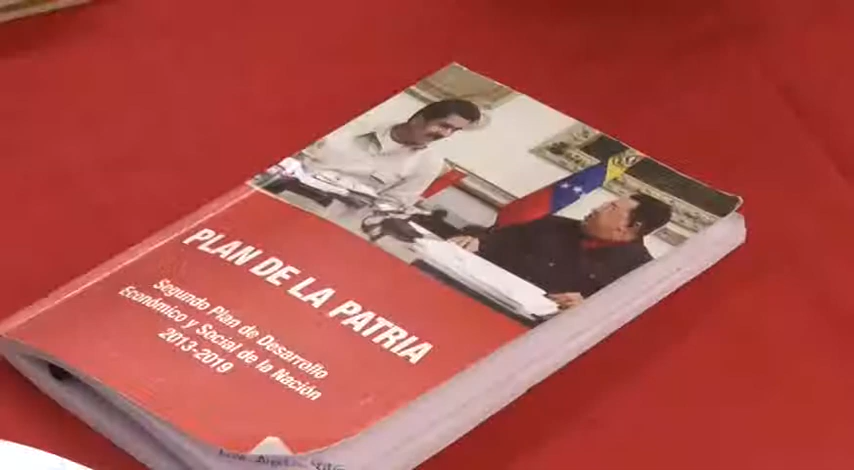 PLAN DE LA PATRIA
Segundo Plan de Desarrollo
Económico y Social de la Nación
2013-2019